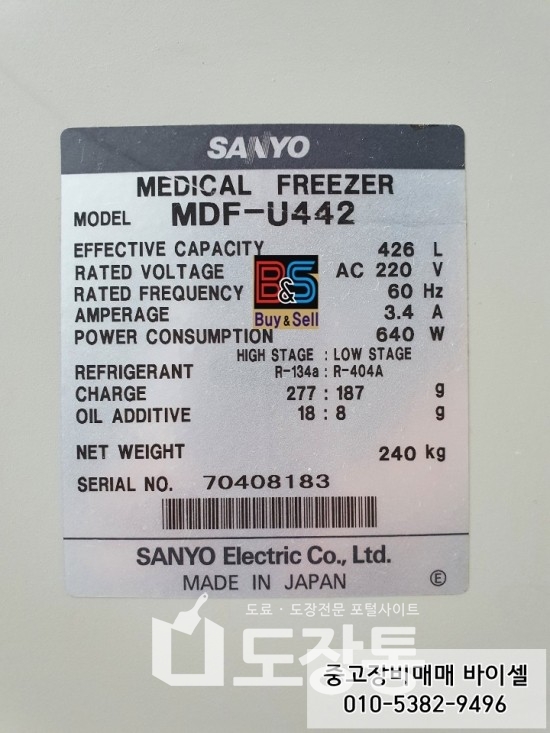 SANYO
MEDICAL FREEZER
MODEL MDF-U442
EFFECTIVE CAPACITY 426 L
RATED VOLTAGE AC 220 V
RATED FREQUENCY 60 Hz
AMPERAGE 3.4 A
POWER CONSUMPTION 640 W
B&S
Buy & Sell
HIGH STAGE : LOW STAGE
REFRIGERANT R-134a : R-404A
CHARGE 277 : 187 g
OIL ADDITIVE 18 : 8 g
NET WEIGHT 240 kg
SERIAL NO. 70408183
SANYO Electric Co., Ltd.
MADE IN JAPAN Ⓔ
도료 · 도장전문 포털사이트
도장통
중고장비매매 바이셀
010-5382-9496